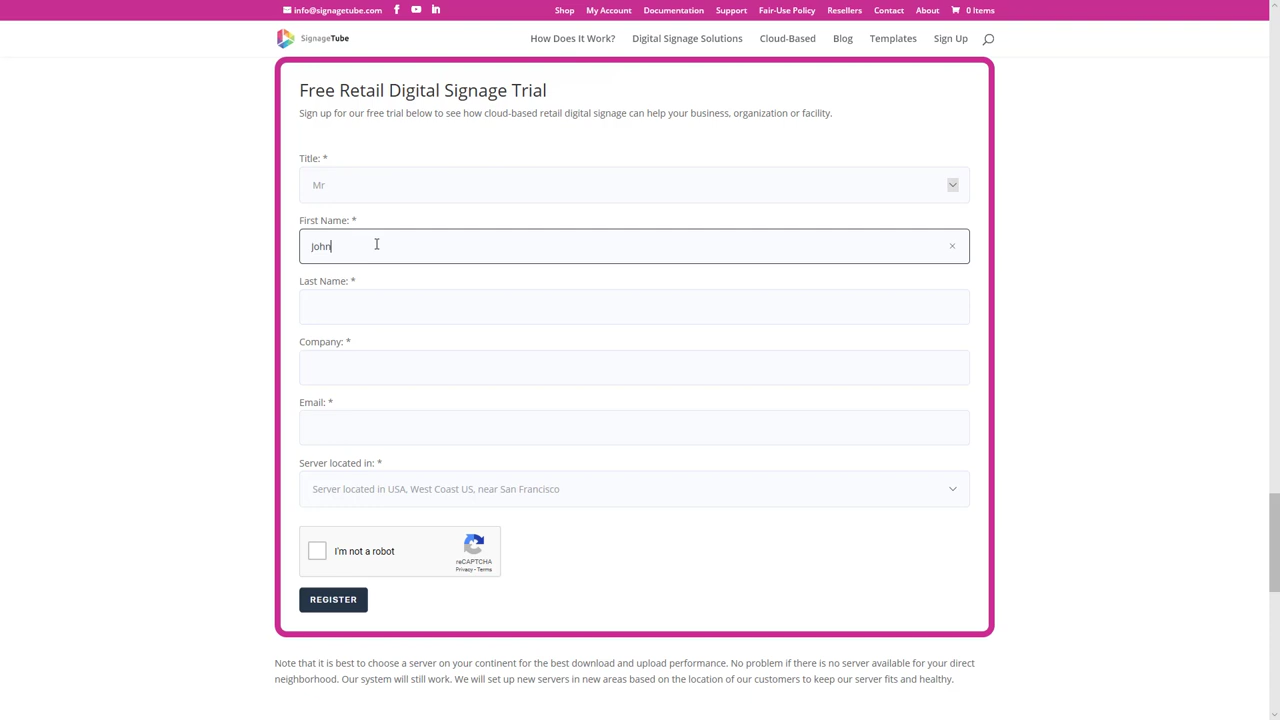 info@signagetube.com
Shop My Account Documentation Support Fair-Use Policy Resellers Contact About 0 Items
SignageTube
How Does It Work? Digital Signage Solutions Cloud-Based Blog Templates Sign Up
Free Retail Digital Signage Trial
Sign up for our free trial below to see how cloud-based retail digital signage can help your business, organization or facility.
Title: *
Mr
First Name: *
John
Last Name: *
Company: *
Email: *
Server located in: *
Server located in USA, West Coast US, near San Francisco
I'm not a robot
reCAPTCHA
Privacy - Terms
REGISTER
Note that it is best to choose a server on your continent for the best download and upload performance. No problem if there is no server available for your direct
neighborhood. Our system will still work. We will set up new servers in new areas based on the location of our customers to keep our server fits and healthy.